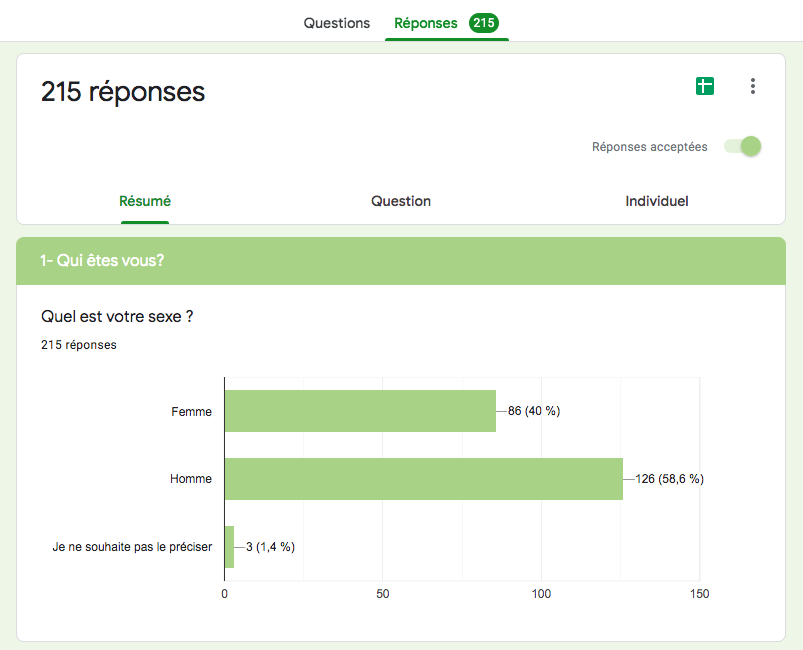 Questions
Réponses 215
215 réponses
Réponses acceptées
Résumé
Question
Individuel
1- Qui êtes vous?
Quel est votre sexe ?
215 réponses
Femme 86 (40 %)
Homme 126 (58,6 %)
Je ne souhaite pas le préciser 3 (1,4 %)
0 50 100 150